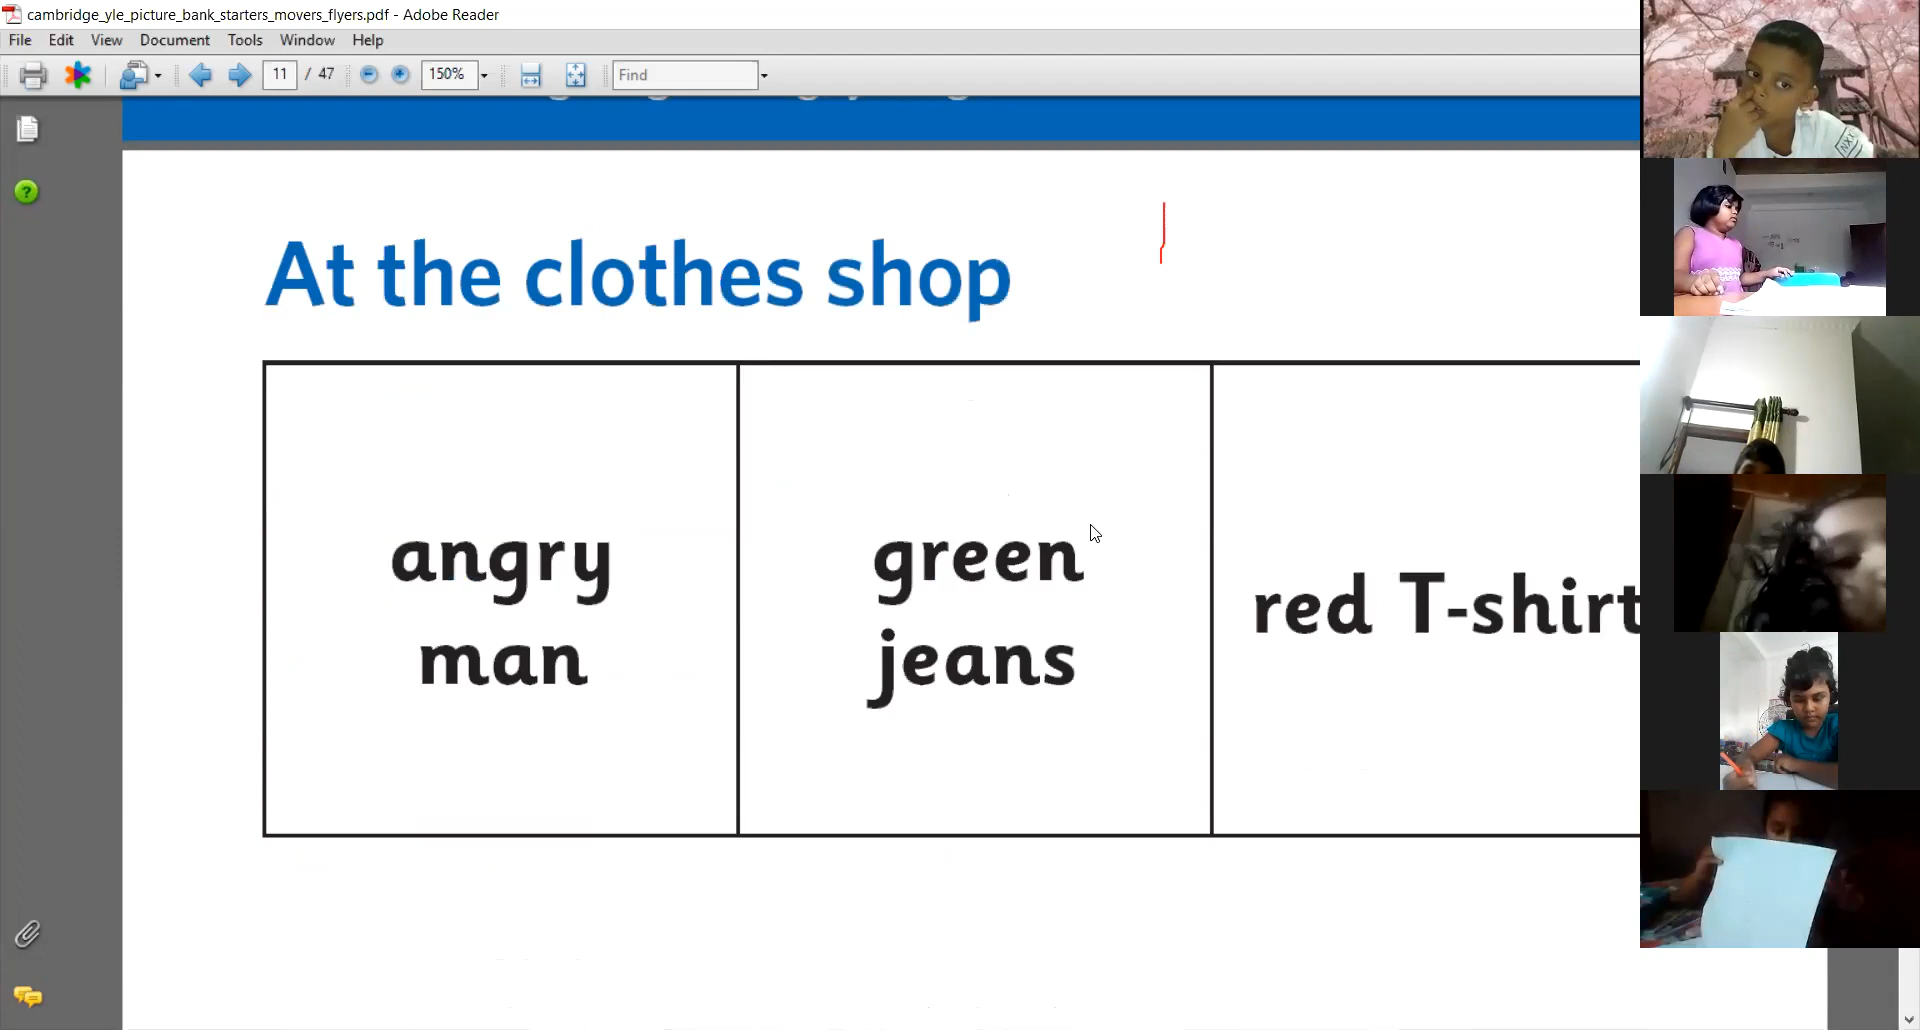 cambridge_yle_picture_bank_starters_movers_flyers.pdf - Adobe Reader
File Edit View Document Tools Window Help
11 / 47 150% Find
At the clothes shop
angry
man
green
jeans
red T-shirt
NXT